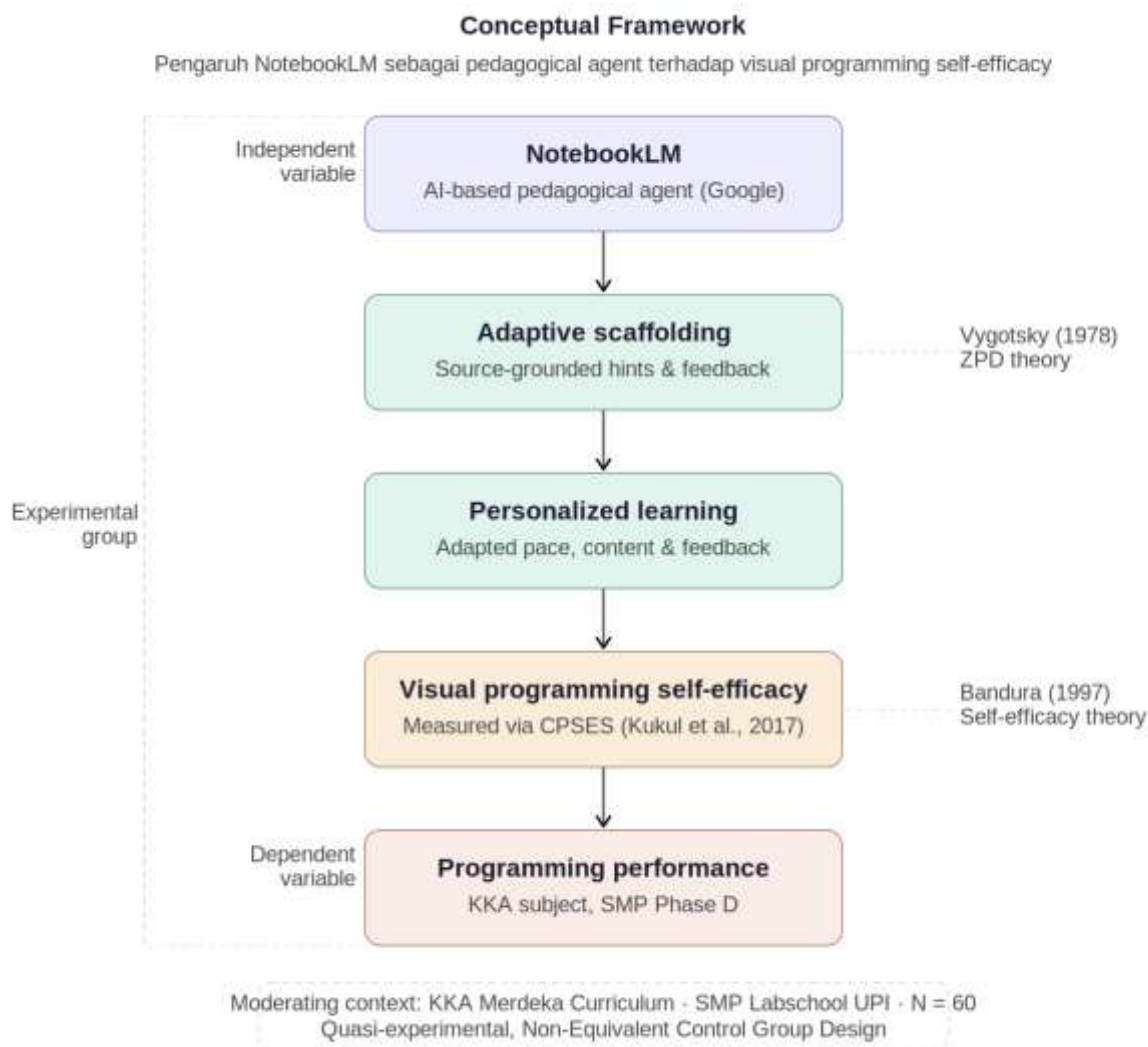 Conceptual Framework
Pengaruh NotebookLM sebagai pedagogical agent terhadap visual programming self-efficacy
Independent
variable
NotebookLM
AI-based pedagogical agent (Google)
Adaptive scaffolding
Source-grounded hints & feedback
Vygotsky (1978)
ZPD theory
Experimental
group
Personalized learning
Adapted pace, content & feedback
Visual programming self-efficacy
Measured via CPSES (Kukul et al., 2017)
Bandura (1997)
Self-efficacy theory
Dependent
variable
Programming performance
KKA subject, SMP Phase D
Moderating context: KKA Merdeka Curriculum · SMP Labschool UPI · N = 60
Quasi-experimental, Non-Equivalent Control Group Design